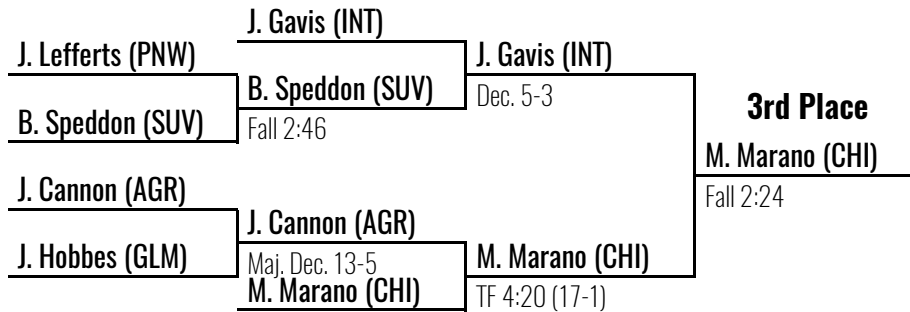 J. Gavis (INT)
J. Lefferts (PNW)
J. Gavis (INT)
B. Speddon (SUV)
Dec. 5-3
3rd Place
B. Speddon (SUV)
Fall 2:46
M. Marano (CHI)
J. Cannon (AGR)
Fall 2:24
J. Cannon (AGR)
J. Hobbes (GLM)
Maj. Dec. 13-5
M. Marano (CHI)
M. Marano (CHI)
TF 4:20 (17-1)